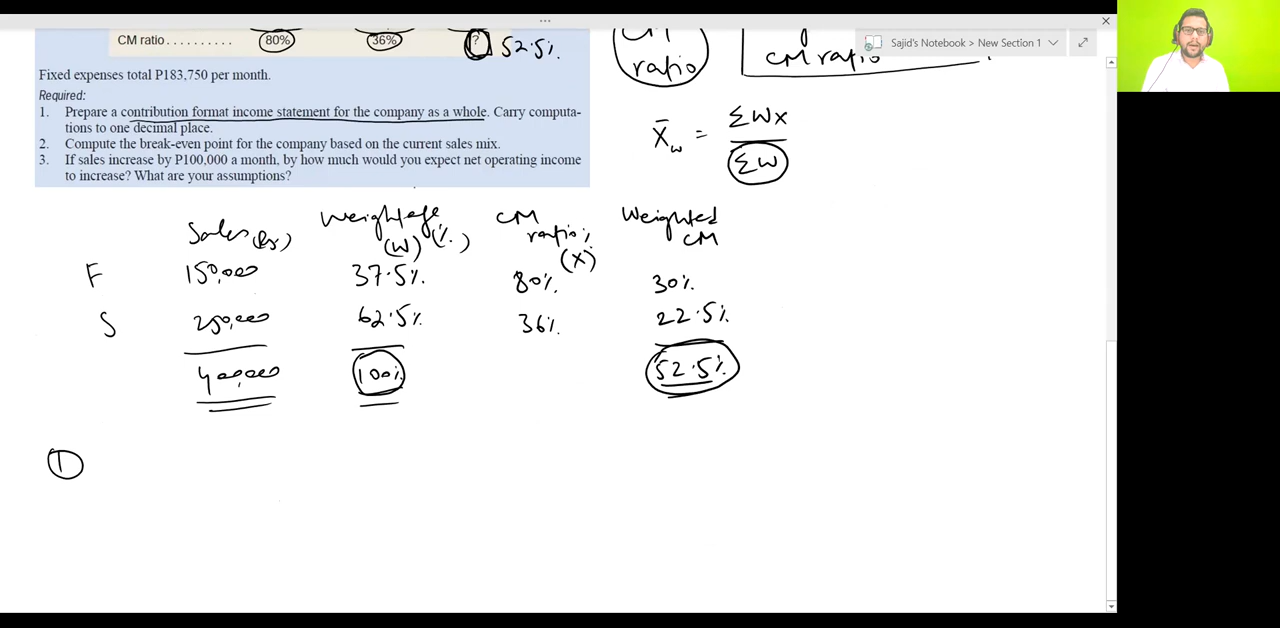 CM ratio . . . . . . . . . . 80% 36% ? 52.5%
Fixed expenses total P183,750 per month.
Required:
1. Prepare a contribution format income statement for the company as a whole. Carry computa-
tions to one decimal place.
2. Compute the break-even point for the company based on the current sales mix.
3. If sales increase by P100,000 a month, by how much would you expect net operating income
to increase? What are your assumptions?
ratio
CM ratio
Sajid's Notebook > New Section 1
X̄w = ΣWX
ΣW
Sales (Rs) Weightage (W) (%) CM ratio% (X) Weighted CM
F 150,000 37.5% 80% 30%
S 250,000 62.5% 36% 22.5%
400,000 100% 52.5%
1